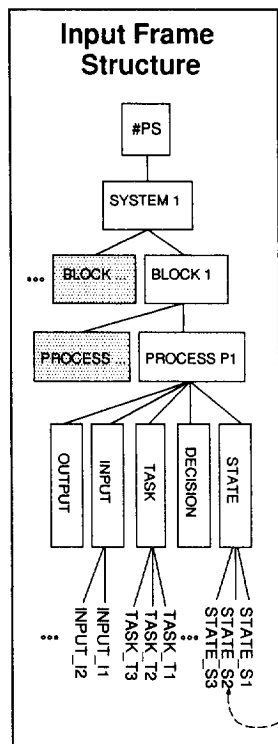 Input Frame
Structure
#PS
SYSTEM 1
... BLOCK ... BLOCK 1
PROCESS ... PROCESS P1
OUTPUT
INPUT
TASK
DECISION
STATE
...
INPUT_I2
INPUT_I1
TASK_T3
TASK_T2
TASK_T1
...
STATE_S3
STATE_S2
STATE_S1